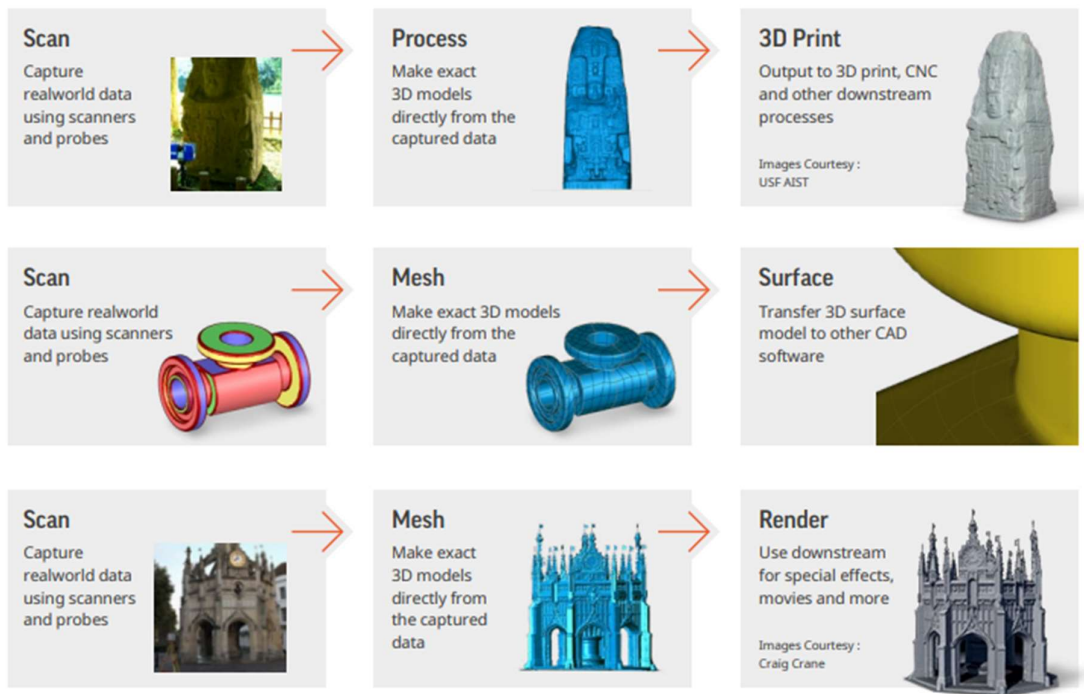 Scan
Capture
realworld data
using scanners
and probes
Process
Make exact
3D models
directly from the
captured data
3D Print
Output to 3D print, CNC
and other downstream
processes
Images Courtesy :
USF AIST
Scan
Capture realworld
data using scanners
and probes
Mesh
Make exact 3D models
directly from the
captured data
Surface
Transfer 3D surface
model to other CAD
software
Scan
Capture
realworld data
using scanners
and probes
Mesh
Make exact
3D models
directly from
the captured
data
Render
Use downstream
for special effects,
movies and more
Images Courtesy :
Craig Crane